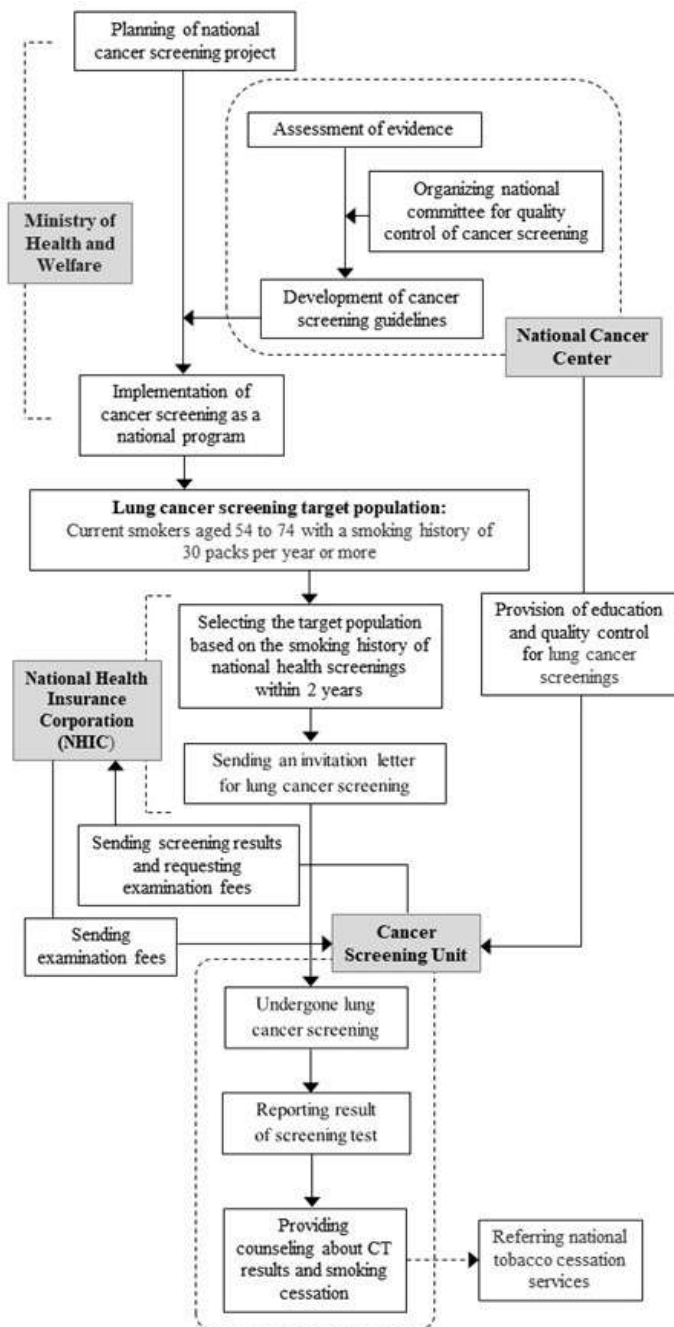 Planning of national
cancer screening project
Assessment of evidence
Organizing national
committee for quality
control of cancer screening
Ministry of
Health and
Welfare
Development of cancer
screening guidelines
National Cancer
Center
Implementation of
cancer screening as a
national program
Lung cancer screening target population:
Current smokers aged 54 to 74 with a smoking history of
30 packs per year or more
Selecting the target population
based on the smoking history of
national health screenings
within 2 years
Provision of education
and quality control
for lung cancer
screenings
National Health
Insurance
Corporation
(NHIC)
Sending an invitation letter
for lung cancer screening
Sending screening results
and requesting
examination fees
Sending
examination fees
Cancer
Screening Unit
Undergone lung
cancer screening
Reporting result
of screening test
Providing
counseling about CT
results and smoking
cessation
Referring national
tobacco cessation
services